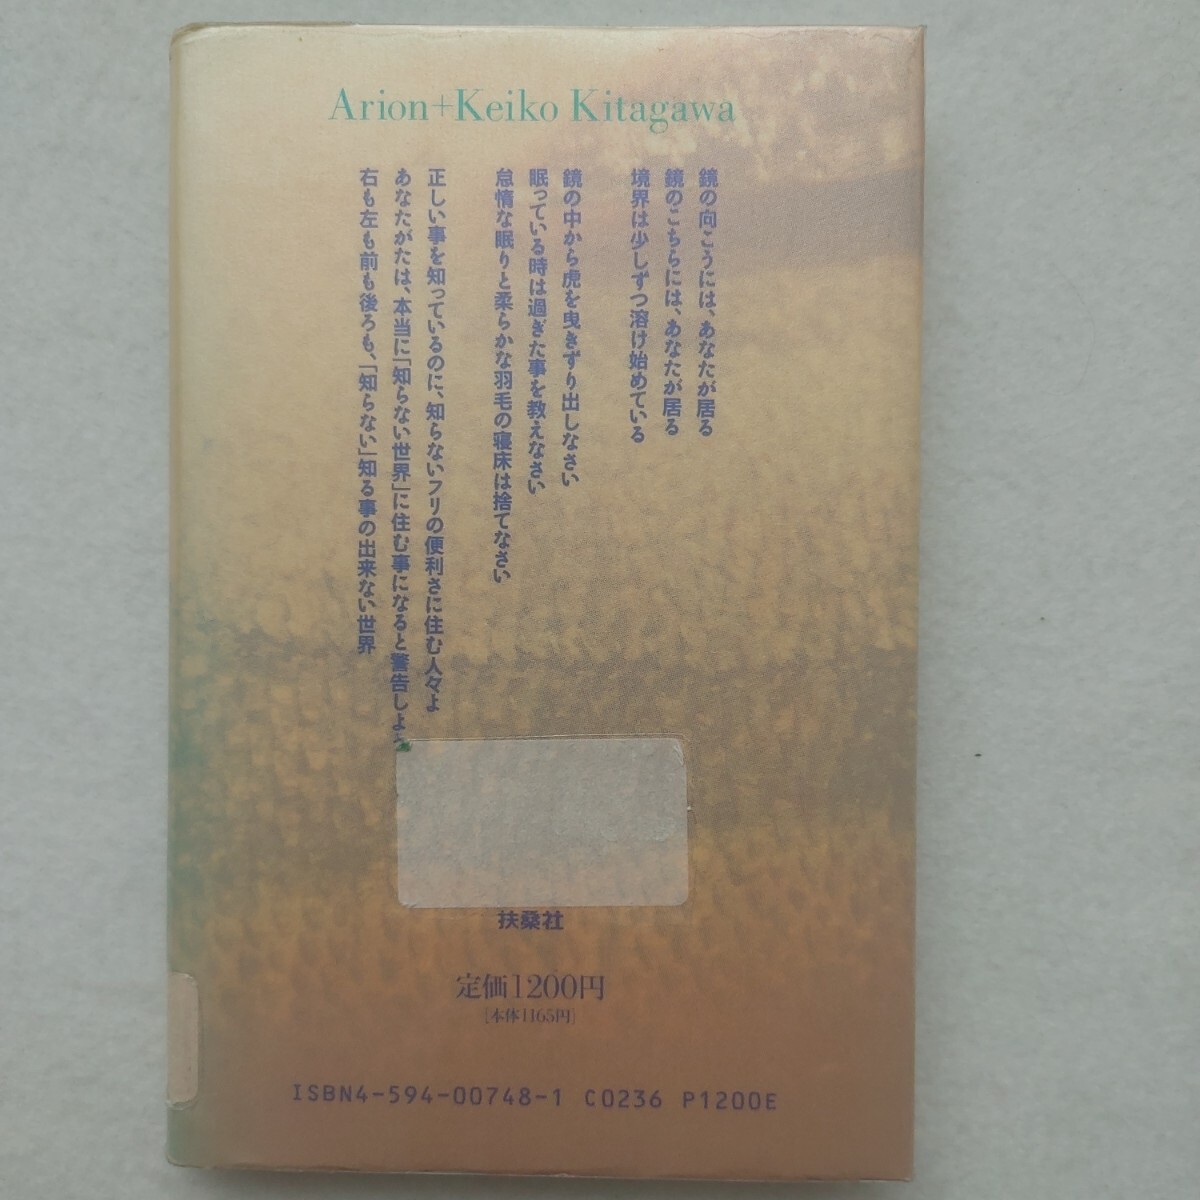 Arion+Keiko Kitagawa
鏡の向こうには、あなたが居る
鏡のこちらには、あなたが居る
境界は少しずつ溶け始めている
鏡の中から虎を曳きずり出しなさい
眠っている時は過ぎた事を教えなさい
怠惰な眠りと柔らかな羽毛の寝床は捨てなさい
正しい事を知っているのに、知らないフリの便利さに住む人々よ
あなたがたは、本当に「知らない世界」に住む事になると警告しよう
右も左も前も後ろも、「知らない」知る事の出来ない世界
扶桑社
定価1200円
[本体1165円]
ISBN4-594-00748-1 C0236 P1200E